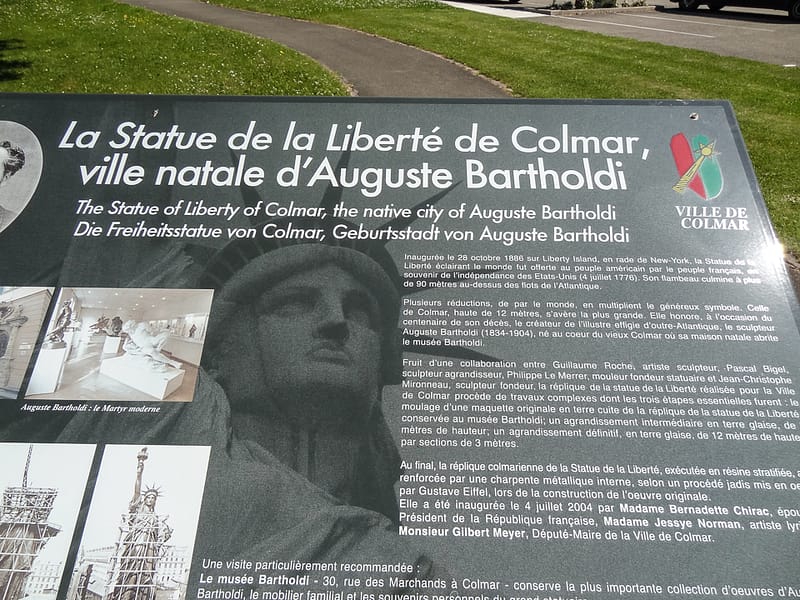 La Statue de la Liberté de Colmar,
ville natale d'Auguste Bartholdi
The Statue of Liberty of Colmar, the native city of Auguste Bartholdi
Die Freiheitsstatue von Colmar, Geburtsstadt von Auguste Bartholdi
VILLE DE
COLMAR
Inaugurée le 28 octobre 1886 sur Liberty Island, en rade de New-York, la Statue de la
Liberté éclairant le monde fut offerte au peuple américain par le peuple français, en
souvenir de l'indépendance des Etats-Unis (4 juillet 1776). Son flambeau culmine à plus
de 90 mètres au-dessus des flots de l'Atlantique.
Plusieurs réductions, de par le monde, en multiplient le généreux symbole. Celle
de Colmar, haute de 12 mètres, s'avère la plus grande. Elle honore, à l'occasion du
centenaire de son décès, le créateur de l'illustre effigie d'outre-Atlantique, le sculpteur
Auguste Bartholdi (1834-1904), né au coeur du vieux Colmar où sa maison natale abrite
le musée Bartholdi.
Fruit d'une collaboration entre Guillaume Roche, artiste sculpteur, Pascal Bigel,
sculpteur agrandisseur, Philippe Le Merrer, mouleur fondeur statuaire et Jean-Christophe
Mironneau, sculpteur fondeur, la réplique de la statue de la Liberté réalisée pour la Ville
de Colmar procède de travaux complexes dont les trois étapes essentielles furent : le
moulage d'une maquette originale en terre cuite de la réplique de la statue de la Liberté
conservée au musée Bartholdi; un agrandissement intermédiaire en terre glaise, de
mètres de hauteur; un agrandissement définitif, en terre glaise, de 12 mètres de haute
par sections de 3 mètres.
Au final, la réplique colmarienne de la Statue de la Liberté, exécutée en résine stratifiée, a
renforcée par une charpente métallique interne, selon un procédé jadis mis en oe
par Gustave Eiffel, lors de la construction de l'oeuvre originale.
Elle a été inaugurée le 4 juillet 2004 par Madame Bernadette Chirac, épou
Président de la République française, Madame Jessye Norman, artiste lyr
Monsieur Gilbert Meyer, Député-Maire de la Ville de Colmar.
Auguste Bartholdi : le Martyr moderne
Une visite particulièrement recommandée :
Le musée Bartholdi - 30, rue des Marchands à Colmar - conserve la plus importante collection d'oeuvres d'Au
Bartholdi, le mobilier familial et les souvenirs personnels du grand statuaire